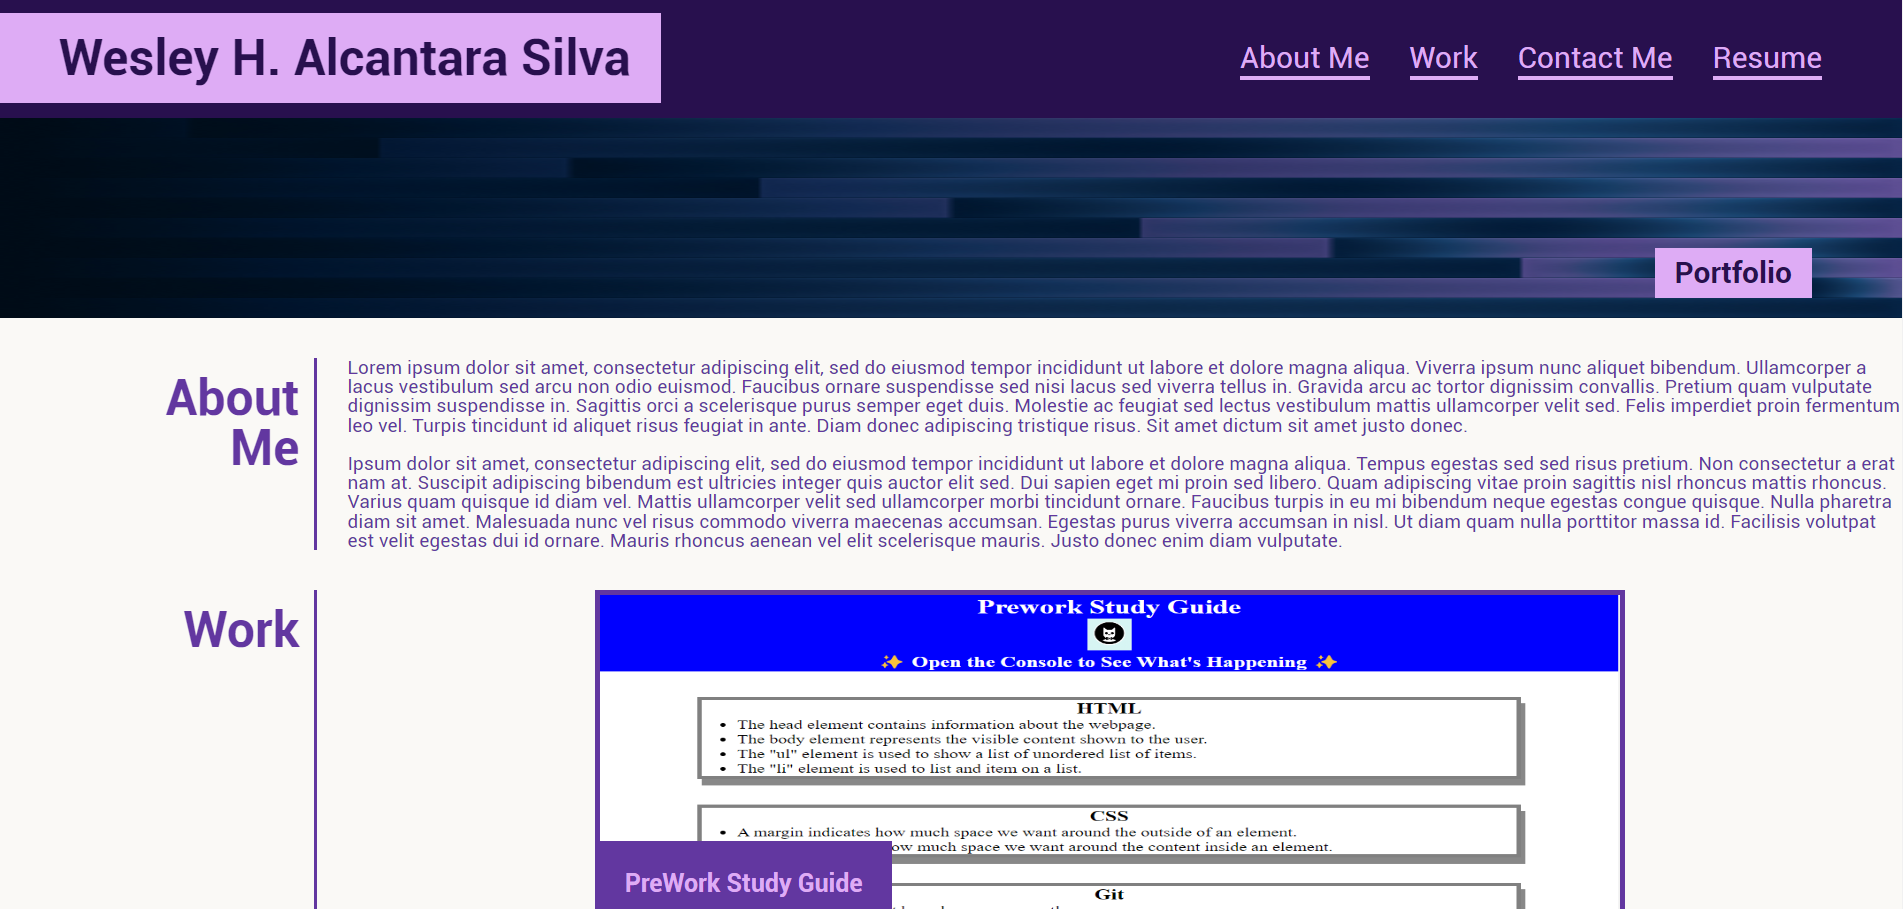 Wesley H. Alcantara Silva
About Me Work Contact Me Resume
Portfolio
About
Me
Lorem ipsum dolor sit amet, consectetur adipiscing elit, sed do eiusmod tempor incididunt ut labore et dolore magna aliqua. Viverra ipsum nunc aliquet bibendum. Ullamcorper a
lacus vestibulum sed arcu non odio euismod. Faucibus ornare suspendisse sed nisi lacus sed viverra tellus in. Gravida arcu ac tortor dignissim convallis. Pretium quam vulputate
dignissim suspendisse in. Sagittis orci a scelerisque purus semper eget duis. Molestie ac feugiat sed lectus vestibulum mattis ullamcorper velit sed. Felis imperdiet proin fermentum
leo vel. Turpis tincidunt id aliquet risus feugiat in ante. Diam donec adipiscing tristique risus. Sit amet dictum sit amet justo donec.
Ipsum dolor sit amet, consectetur adipiscing elit, sed do eiusmod tempor incididunt ut labore et dolore magna aliqua. Tempus egestas sed sed risus pretium. Non consectetur a erat
nam at. Suscipit adipiscing bibendum est ultricies integer quis auctor elit sed. Dui sapien eget mi proin sed libero. Quam adipiscing vitae proin sagittis nisl rhoncus mattis rhoncus.
Varius quam quisque id diam vel. Mattis ullamcorper velit sed ullamcorper morbi tincidunt ornare. Faucibus turpis in eu mi bibendum neque egestas congue quisque. Nulla pharetra
diam sit amet. Malesuada nunc vel risus commodo viverra maecenas accumsan. Egestas purus viverra accumsan in nisl. Ut diam quam nulla porttitor massa id. Facilisis volutpat
est velit egestas dui id ornare. Mauris rhoncus aenean vel elit scelerisque mauris. Justo donec enim diam vulputate.
Work
Prework Study Guide
✨ Open the Console to See What's Happening ✨
HTML
• The head element contains information about the webpage.
• The body element represents the visible content shown to the user.
• The "ul" element is used to show a list of unordered list of items.
• The "li" element is used to list and item on a list.
CSS
• A margin indicates how much space we want around the outside of an element.
much space we want around the content inside an element.
PreWork Study Guide
Git